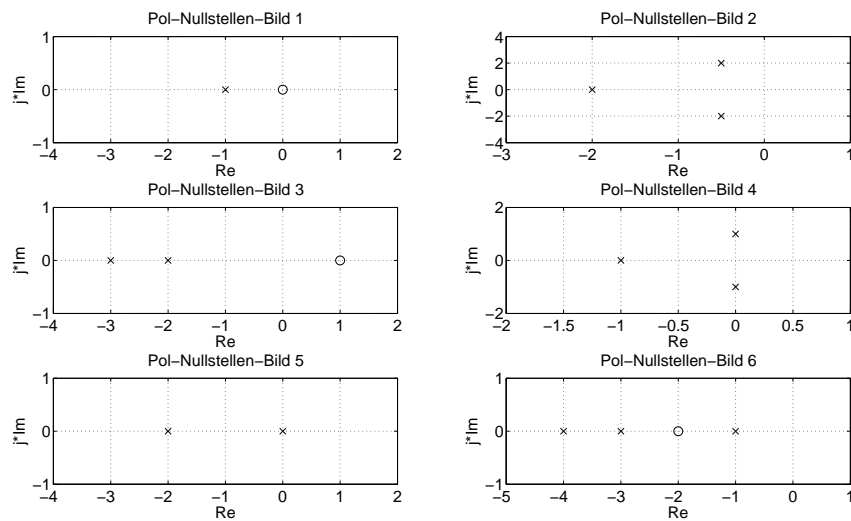 Pol−Nullstellen−Bild 1
1
0
−1
j*Im
−4 −3 −2 −1 0 1 2
Re
Pol−Nullstellen−Bild 2
4
2
0
−2
−4
j*Im
−3 −2 −1 0 1
Re
Pol−Nullstellen−Bild 3
1
0
−1
j*Im
−4 −3 −2 −1 0 1 2
Re
Pol−Nullstellen−Bild 4
2
0
−2
j*Im
−2 −1.5 −1 −0.5 0 0.5 1
Re
Pol−Nullstellen−Bild 5
1
0
−1
j*Im
−4 −3 −2 −1 0 1 2
Re
Pol−Nullstellen−Bild 6
1
0
−1
j*Im
−5 −4 −3 −2 −1 0 1
Re